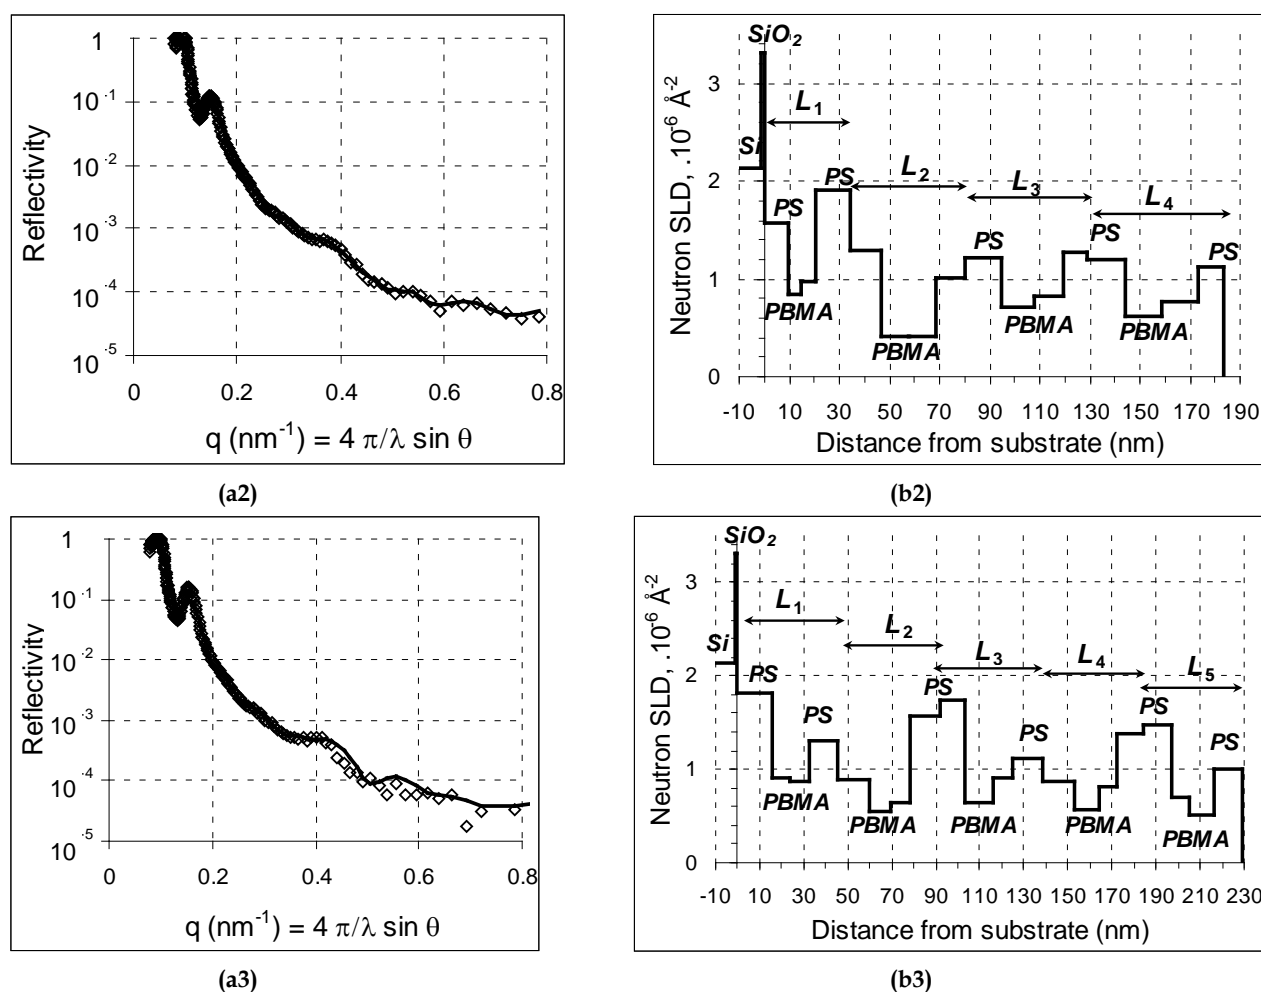 1
10⁻¹
10⁻²
10⁻³
10⁻⁴
10⁻⁵
Reflectivity
0 0.2 0.4 0.6 0.8
q (nm⁻¹) = 4 π/λ sin θ
(a2)
SiO₂
Si
L₁
L₂
L₃
L₄
PS
PS
PS
PS
PS
PBMA
PBMA
PBMA
PBMA
3
2
1
0
Neutron SLD, .10⁻⁶ Å⁻²
-10 10 30 50 70 90 110 130 150 170 190
Distance from substrate (nm)
(b2)
1
10⁻¹
10⁻²
10⁻³
10⁻⁴
10⁻⁵
Reflectivity
0 0.2 0.4 0.6 0.8
q (nm⁻¹) = 4 π/λ sin θ
(a3)
SiO₂
Si
L₁
L₂
L₃
L₄
L₅
PS
PS
PS
PS
PS
PBMA
PBMA
PBMA
PBMA
PBMA
3
2
1
0
Neutron SLD, .10⁻⁶ Å⁻²
-10 10 30 50 70 90 110 130 150 170 190 210 230
Distance from substrate (nm)
(b3)